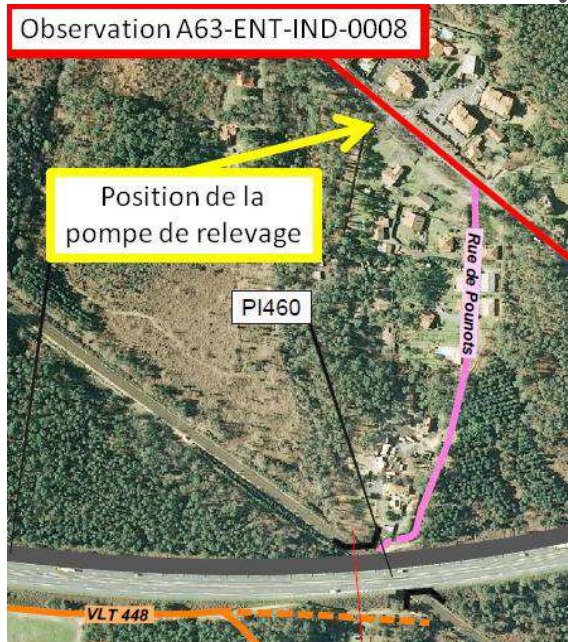 Observation A63-ENT-IND-0008
Position de la
pompe de relevage
PI460
Rue de Pounots
VLT 448